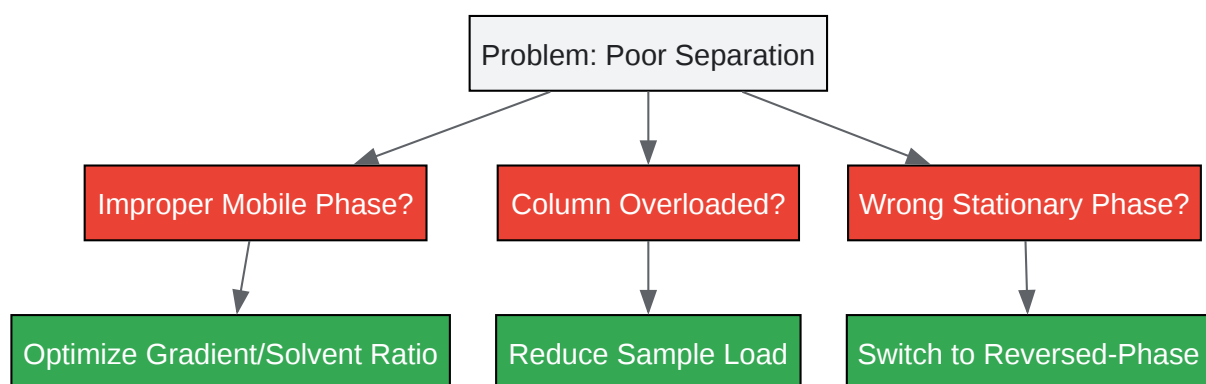 Problem: Poor Separation
Improper Mobile Phase?
Column Overloaded?
Wrong Stationary Phase?
Optimize Gradient/Solvent Ratio
Reduce Sample Load
Switch to Reversed-Phase